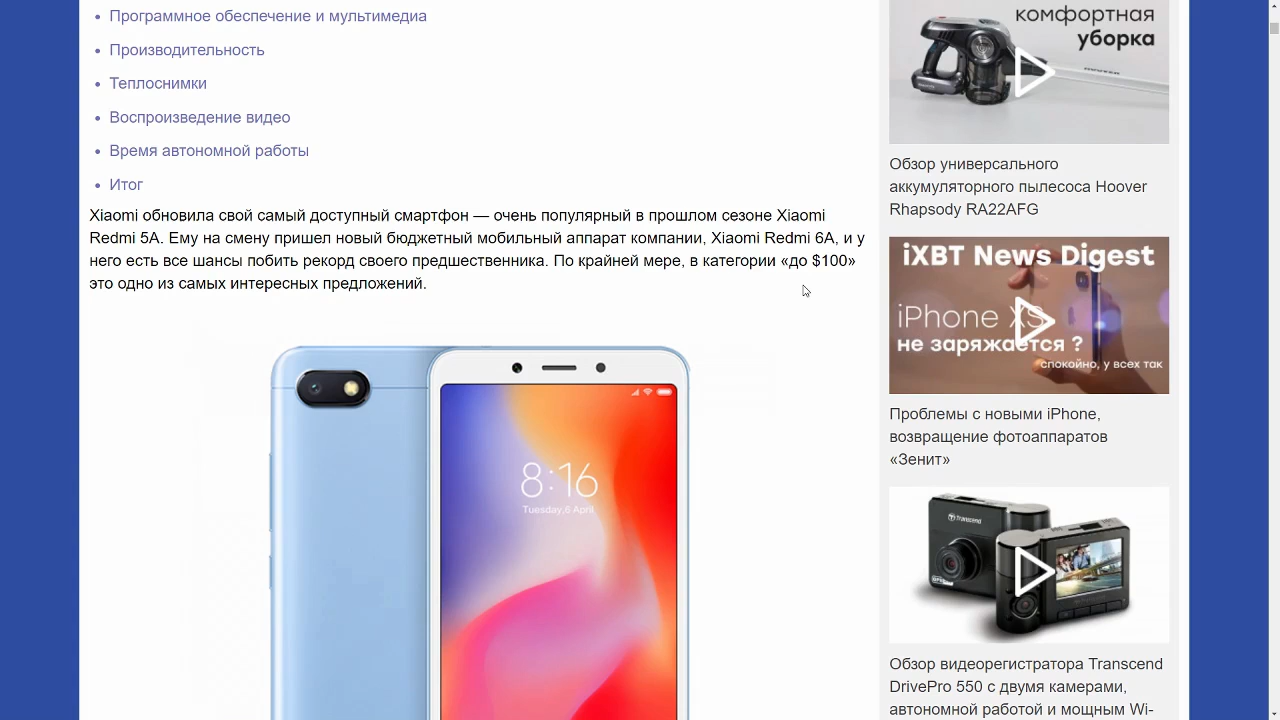 Программное обеспечение и мультимедиа
Производительность
Теплоснимки
Воспроизведение видео
Время автономной работы
Итог
Xiaomi обновила свой самый доступный смартфон — очень популярный в прошлом сезоне Xiaomi
Redmi 5A. Ему на смену пришел новый бюджетный мобильный аппарат компании, Xiaomi Redmi 6A, и у
него есть все шансы побить рекорд своего предшественника. По крайней мере, в категории «до $100»
это одно из самых интересных предложений.
8:16
Tuesday,6 April
комфортная
уборка
Обзор универсального
аккумуляторного пылесоса Hoover
Rhapsody RA22AFG
iXBT News Digest
iPhone XS
не заряжается ?
спокойно, у всех так
Проблемы с новыми iPhone,
возвращение фотоаппаратов
«Зенит»
Transcend
Обзор видеорегистратора Transcend
DrivePro 550 с двумя камерами,
автономной работой и мощным Wi-